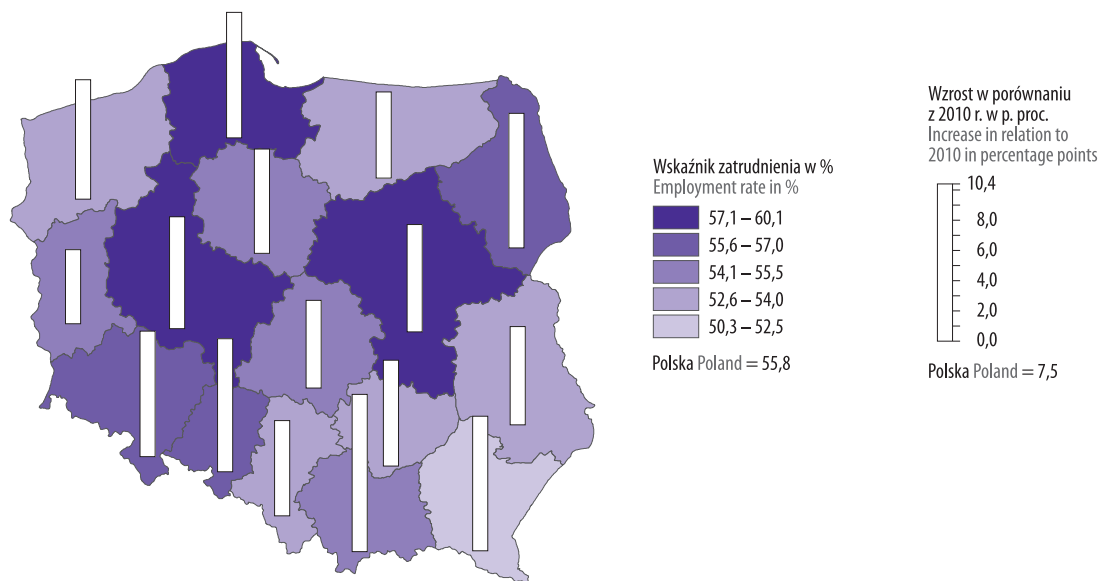 Wskaźnik zatrudnienia w %
Employment rate in %
57,1 – 60,1
55,6 – 57,0
54,1 – 55,5
52,6 – 54,0
50,3 – 52,5
Polska Poland = 55,8
Wzrost w porównaniu
z 2010 r. w p. proc.
Increase in relation to
2010 in percentage points
10,4
8,0
6,0
4,0
2,0
0,0
Polska Poland = 7,5